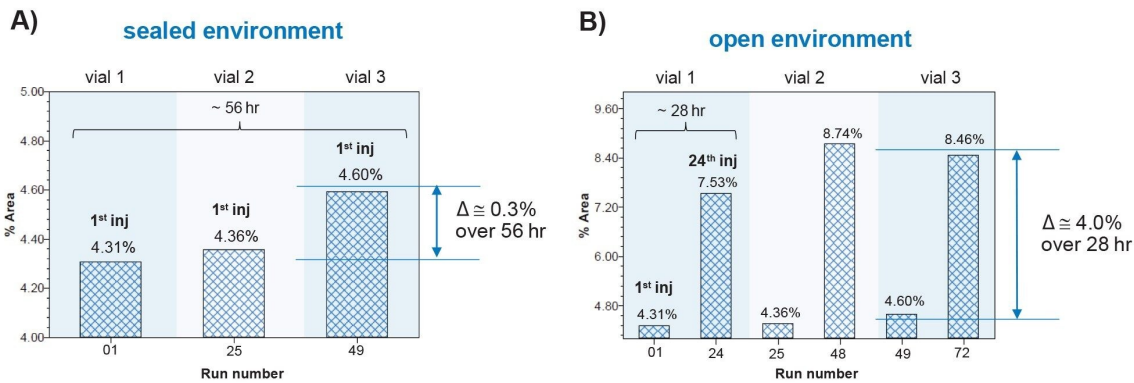 A)
sealed environment
vial 1 vial 2 vial 3
5.00
4.80
4.60
4.40
4.20
4.00
% Area
~ 56 hr
1st inj
4.31%
1st inj
4.36%
1st inj
4.60%
Δ ≅ 0.3%
over 56 hr
01 25 49
Run number
B)
open environment
vial 1 vial 2 vial 3
9.60
8.40
7.20
6.00
4.80
% Area
~ 28 hr
1st inj
4.31%
24th inj
7.53%
4.36%
8.74%
4.60%
8.46%
Δ ≅ 4.0%
over 28 hr
01 24 25 48 49 72
Run number